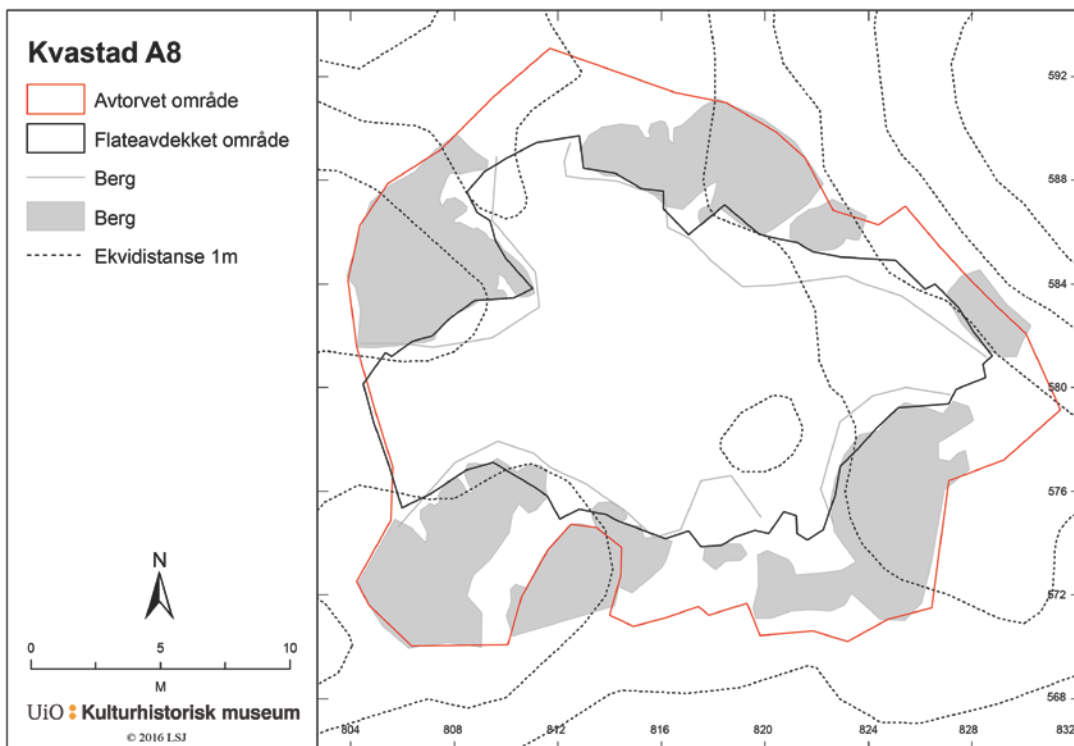 Kvastad A8
Avtorvet område
Flateavdekket område
Berg
Berg
Ekvidistanse 1m
N
0 5 10
M
UiO Kulturhistorisk museum
© 2016 LSJ
592
588
584
580
576
572
568
804 808 812 816 820 824 828 832